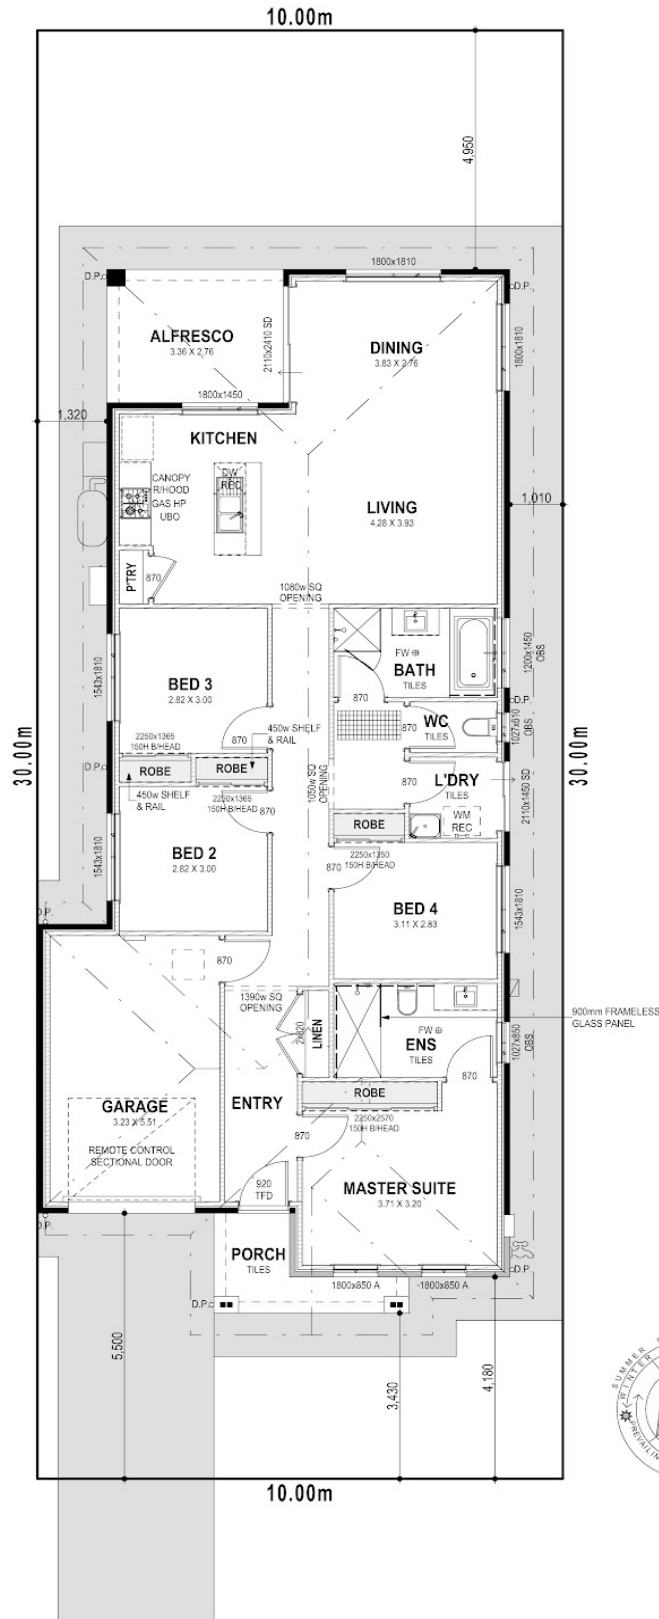 10.00m
4,950
1800x1810
D.P.
D.P.
ALFRESCO
3.36 X 2.76
2110x2410 SD
DINING
3.83 X 2.76
1800x1810
1800x1450
1,320
KITCHEN
DW
REC
CANOPY
R/HOOD
GAS HP
UBO
LIVING
4.28 X 3.93
1,010
P'TRY
870
1080w SQ
OPENING
1543x1810
BED 3
2.82 X 3.00
FW
BATH
TILES
1200x1450
OBS
870
D.P.
870
WC
TILES
1027x610
OBS
870
450w SHELF
& RAIL
2250x1365
150H B/HEAD
30.00m
30.00m
D.P.
ROBE
ROBE
1050w SQ
OPENING
870
L'DRY
TILES
2110x1450 SD
450w SHELF
& RAIL
2250x1365
150H B/HEAD
870
WM
REC
ROBE
1543x1810
BED 2
2.82 X 3.00
2250x1350
150H B/HEAD
870
BED 4
3.11 X 2.83
1543x1810
D.P.
870
1390w SQ
OPENING
2x620
LINEN
900mm FRAMELESS
GLASS PANEL
FW
ENS
TILES
1027x850
OBS
870
ROBE
2250x2570
150H B/HEAD
GARAGE
3.23 X 5.51
ENTRY
870
REMOTE CONTROL
SECTIONAL DOOR
920
TFD
MASTER SUITE
3.71 X 3.20
D.P.
PORCH
TILES
D.P.
1800x850 A
1800x850 A
D.P.
5,500
3,430
4,180
SUMMER
WINTER
10.00m